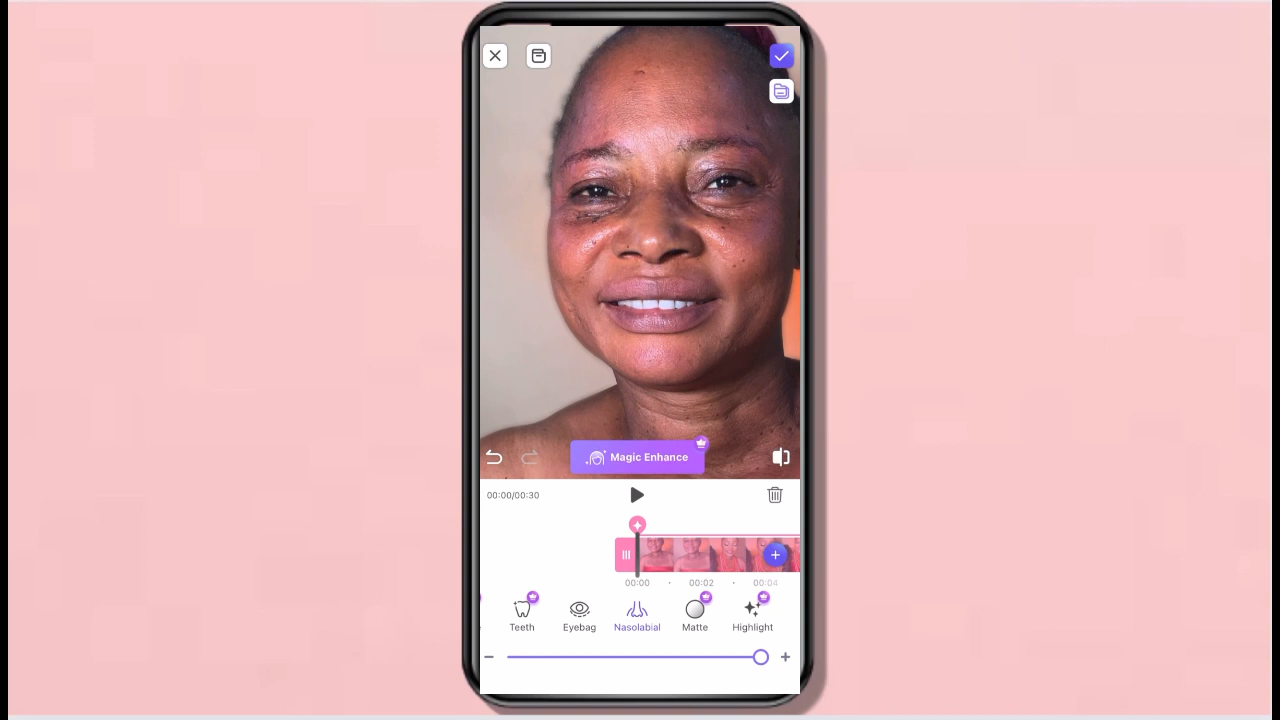 Magic Enhance
00:00/00:30
00:00
00:02
00:04
Teeth
Eyebag
Nasolabial
Matte
Highlight